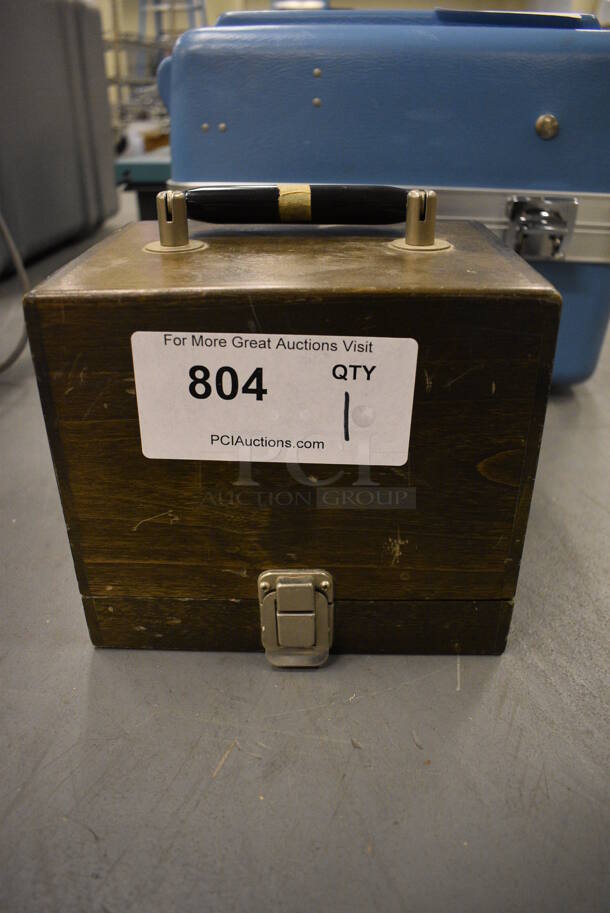 For More Great Auctions Visit
804
QTY
1
PCIAuctions.com
PCi
AUCTION GROUP